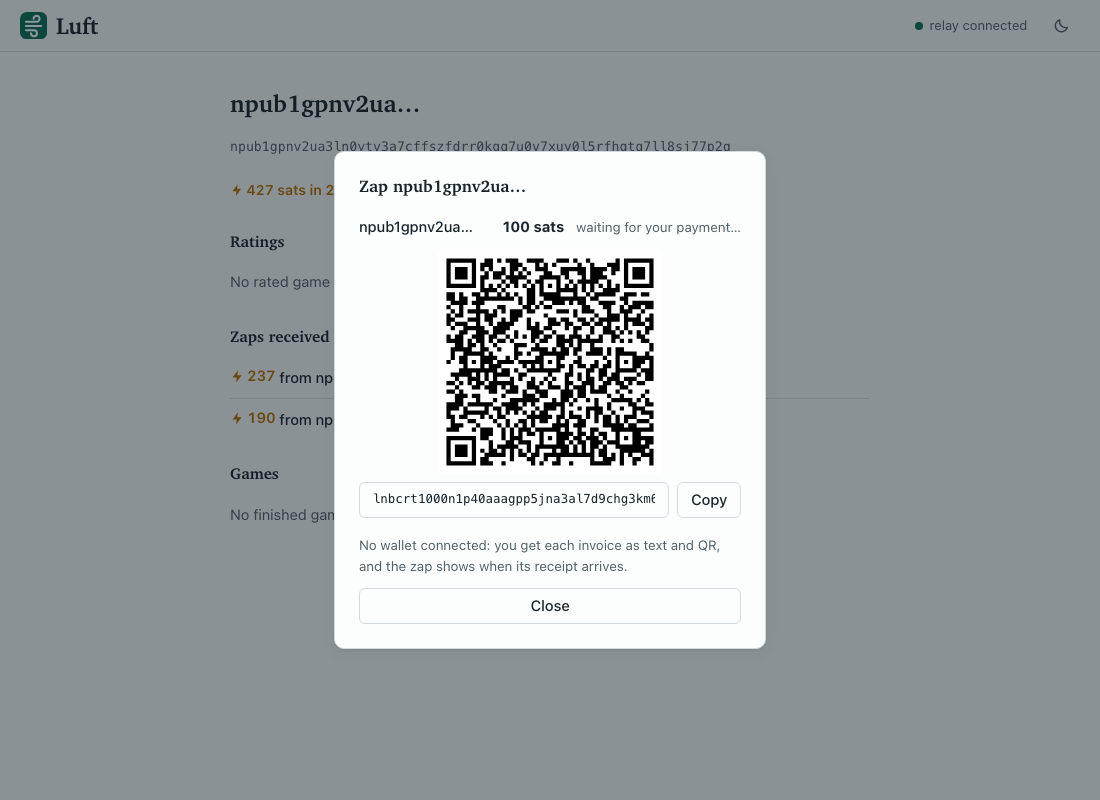 Luft
relay connected
npub1gpnv2ua...
⚡ 427 sats in 2
Ratings
No rated game
Zaps received
⚡ 237 from np
⚡ 190 from np
Games
No finished gam
Zap npub1gpnv2ua...
npub1gpnv2ua... 100 sats waiting for your payment...
lnbcrt1000n1p40aaagpp5jna3al7d9chg3km6
Copy
No wallet connected: you get each invoice as text and QR,
and the zap shows when its receipt arrives.
Close